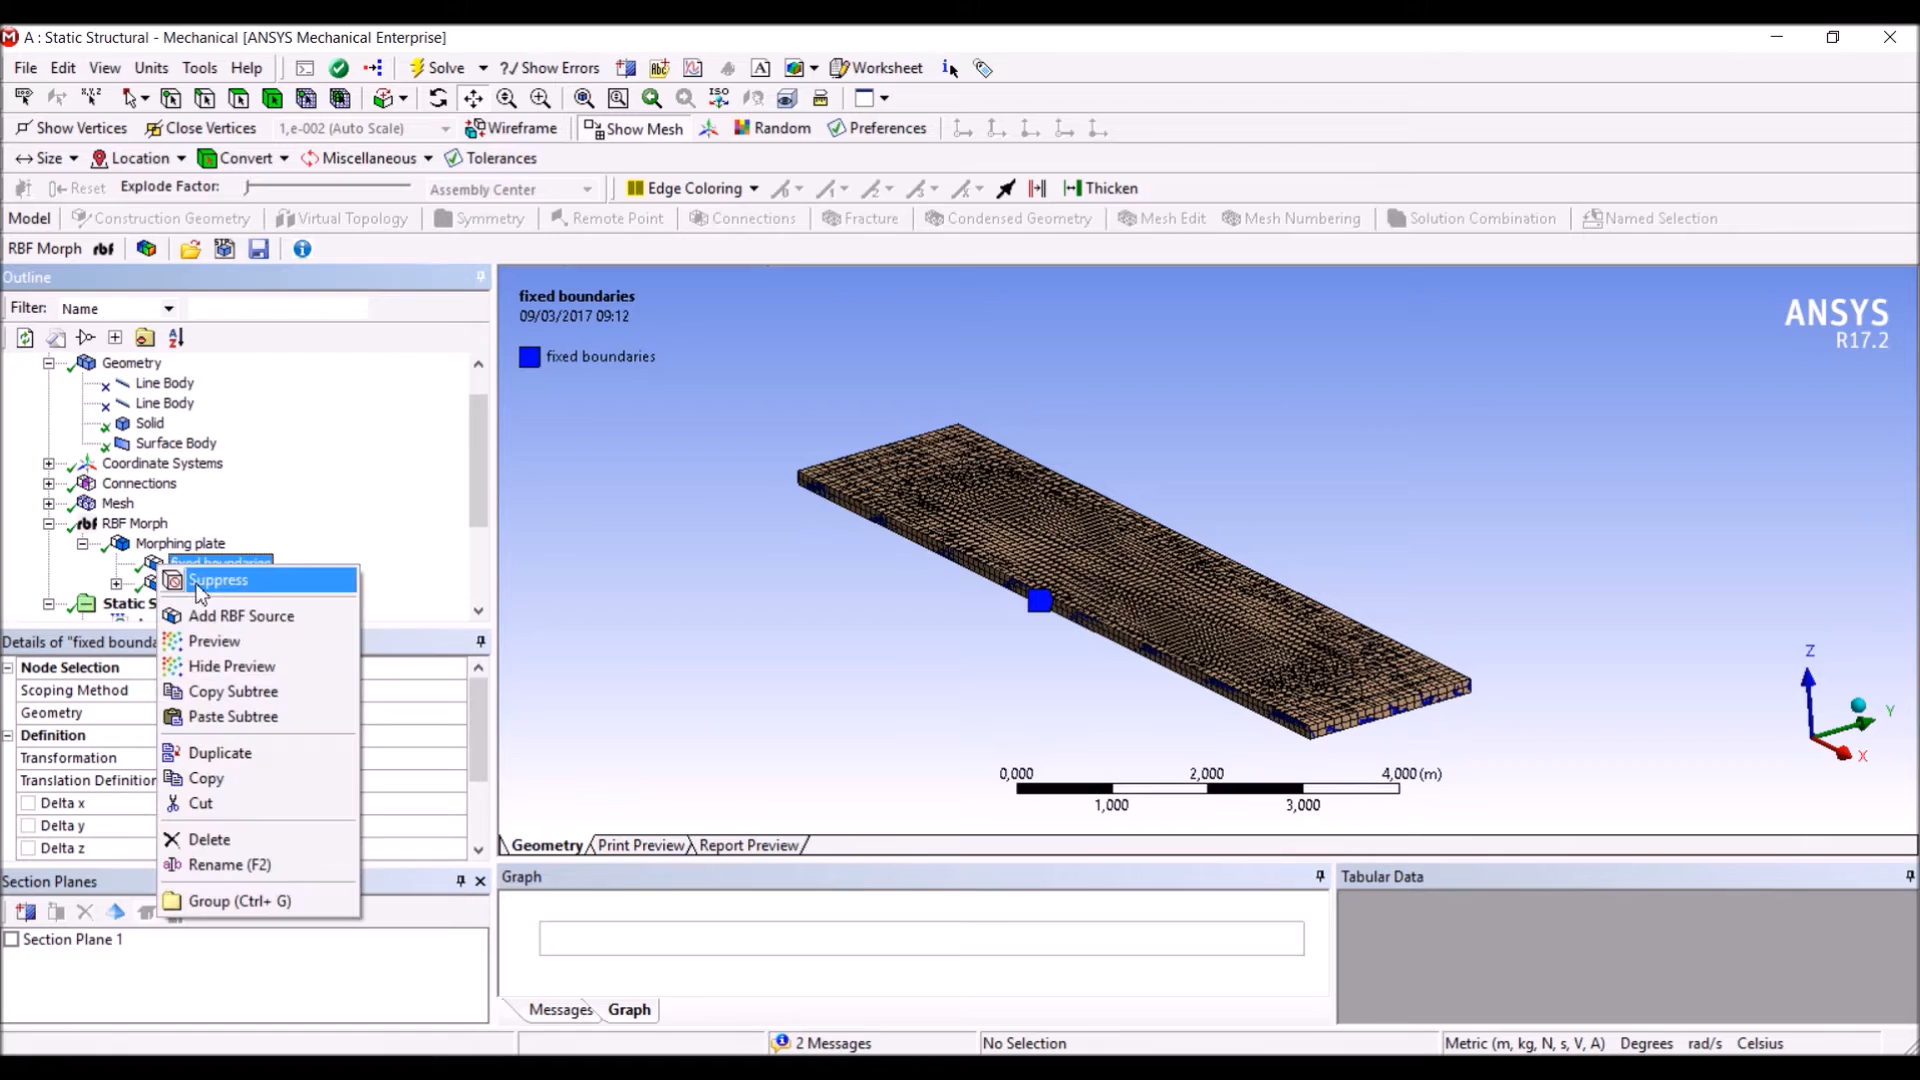 A : Static Structural - Mechanical [ANSYS Mechanical Enterprise]
File Edit View Units Tools Help Solve ?/ Show Errors Worksheet
Show Vertices Close Vertices 1,e-002 (Auto Scale) Wireframe Show Mesh Random Preferences
Size Location Convert Miscellaneous Tolerances
Reset Explode Factor: Assembly Center Edge Coloring Thicken
Model Construction Geometry Virtual Topology Symmetry Remote Point Connections Fracture Condensed Geometry Mesh Edit Mesh Numbering Solution Combination Named Selection
RBF Morph rbf
Outline
Filter: Name
Geometry
Line Body
Line Body
Solid
Surface Body
Coordinate Systems
Connections
Mesh
rbf RBF Morph
Morphing plate
fixed boundaries
Static S
Suppress
Add RBF Source
Preview
Hide Preview
Copy Subtree
Paste Subtree
Duplicate
Copy
Cut
Delete
Rename (F2)
Group (Ctrl+ G)
Details of "fixed bounda
Node Selection
Scoping Method
Geometry
Definition
Transformation
Translation Definition
Delta x
Delta y
Delta z
Section Planes
Section Plane 1
fixed boundaries
09/03/2017 09:12
fixed boundaries
ANSYS
R17.2
Z
Y
X
0,000 2,000 4,000 (m)
1,000 3,000
Geometry Print Preview Report Preview
Graph
Tabular Data
Messages Graph
2 Messages No Selection Metric (m, kg, N, s, V, A) Degrees rad/s Celsius